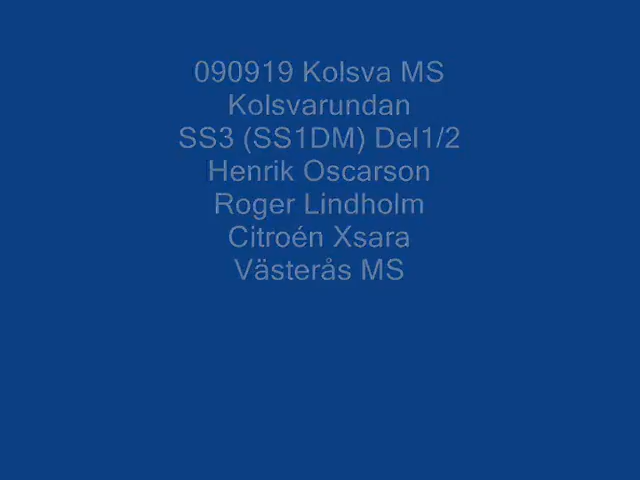 090919 Kolsva MS
Kolsvarundan
SS3 (SS1DM) Del1/2
Henrik Oscarson
Roger Lindholm
Citroén Xsara
Västerås MS